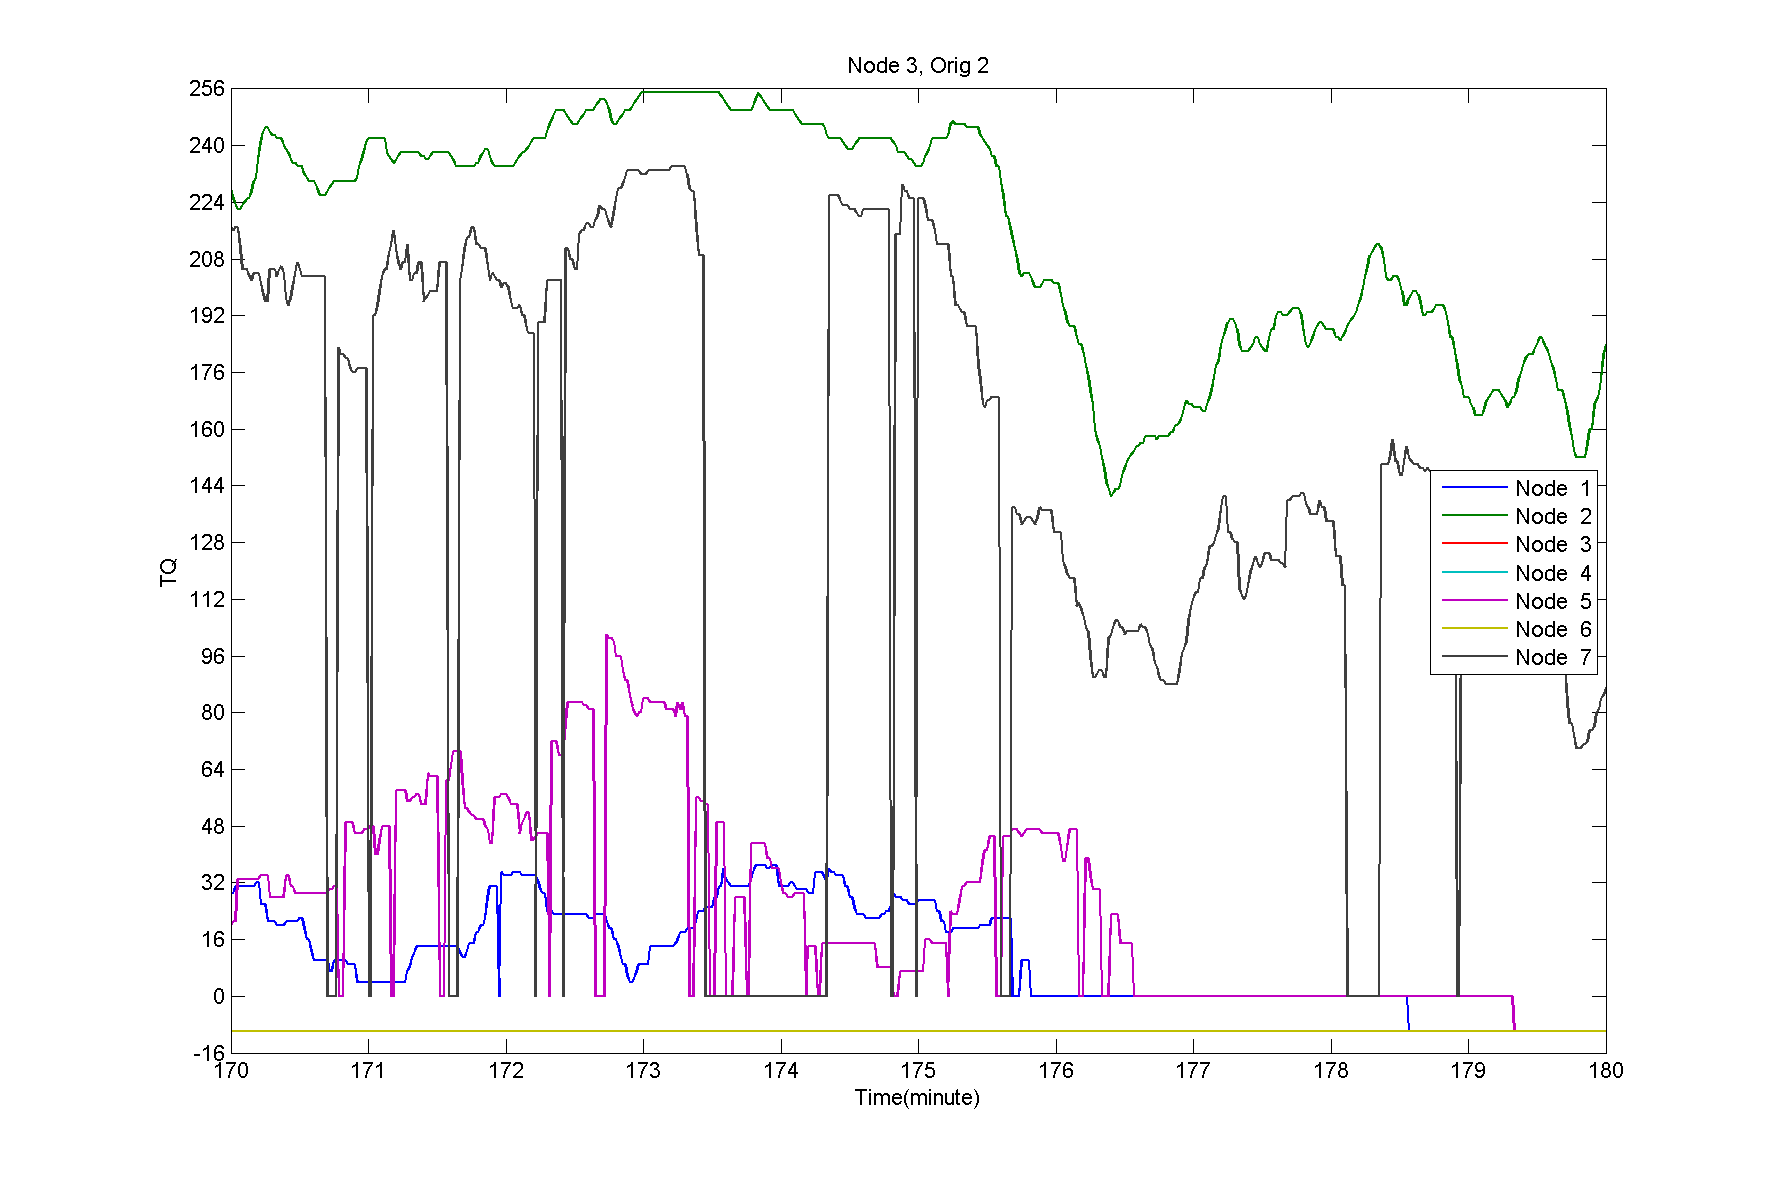 Node 3, Orig 2
256
240
224
208
192
176
160
144
128
112
96
80
64
48
32
16
0
-16
TQ
Node 1
Node 2
Node 3
Node 4
Node 5
Node 6
Node 7
170 171 172 173 174 175 176 177 178 179 180
Time(minute)